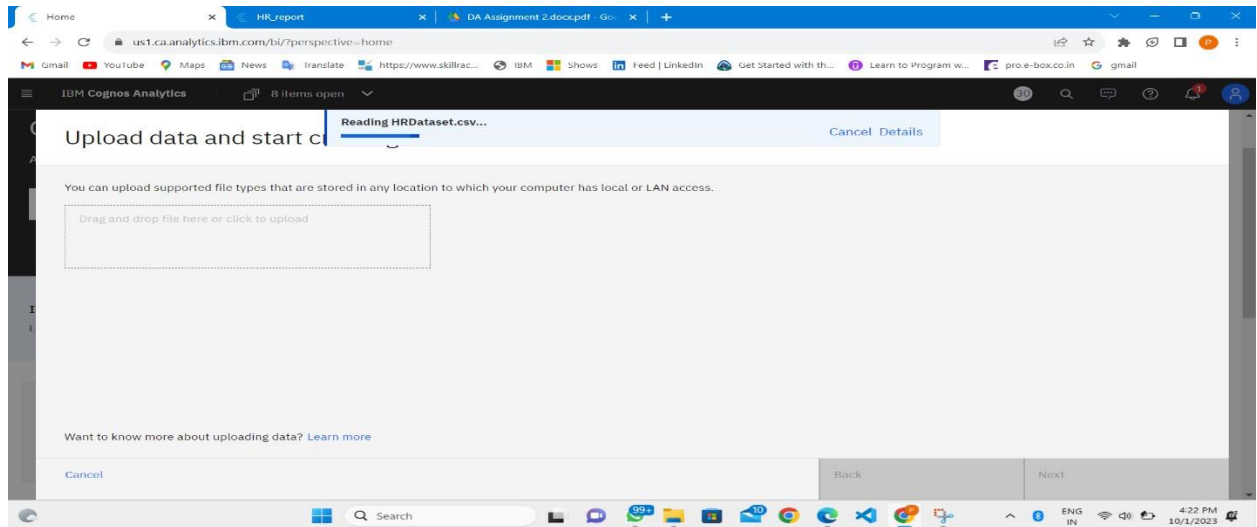 Home
HR_report
DA Assignment 2.docx.pdf - Go
us1.ca.analytics.ibm.com/bi/?perspective=home
Gmail YouTube Maps News Translate https://www.skillrac... IBM Shows Feed | LinkedIn Get Started with th... Learn to Program w... pro.e-box.co.in gmail
IBM Cognos Analytics 8 items open 30 1
Reading HRDataset.csv...
Cancel Details
Upload data and start
You can upload supported file types that are stored in any location to which your computer has local or LAN access.
Drag and drop file here or click to upload
Want to know more about uploading data? Learn more
Cancel Back Next
Search 99+ 10 ENG 4:22 PM
IN 10/1/2023